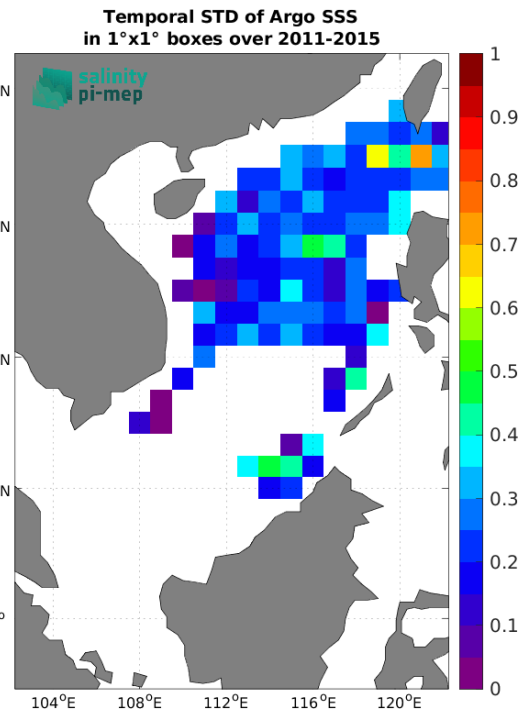 Temporal STD of Argo SSS
in 1°x1° boxes over 2011-2015
salinity
pi-mep
N
N
N
N
o
104°E 108°E 112°E 116°E 120°E
1
0.9
0.8
0.7
0.6
0.5
0.4
0.3
0.2
0.1
0